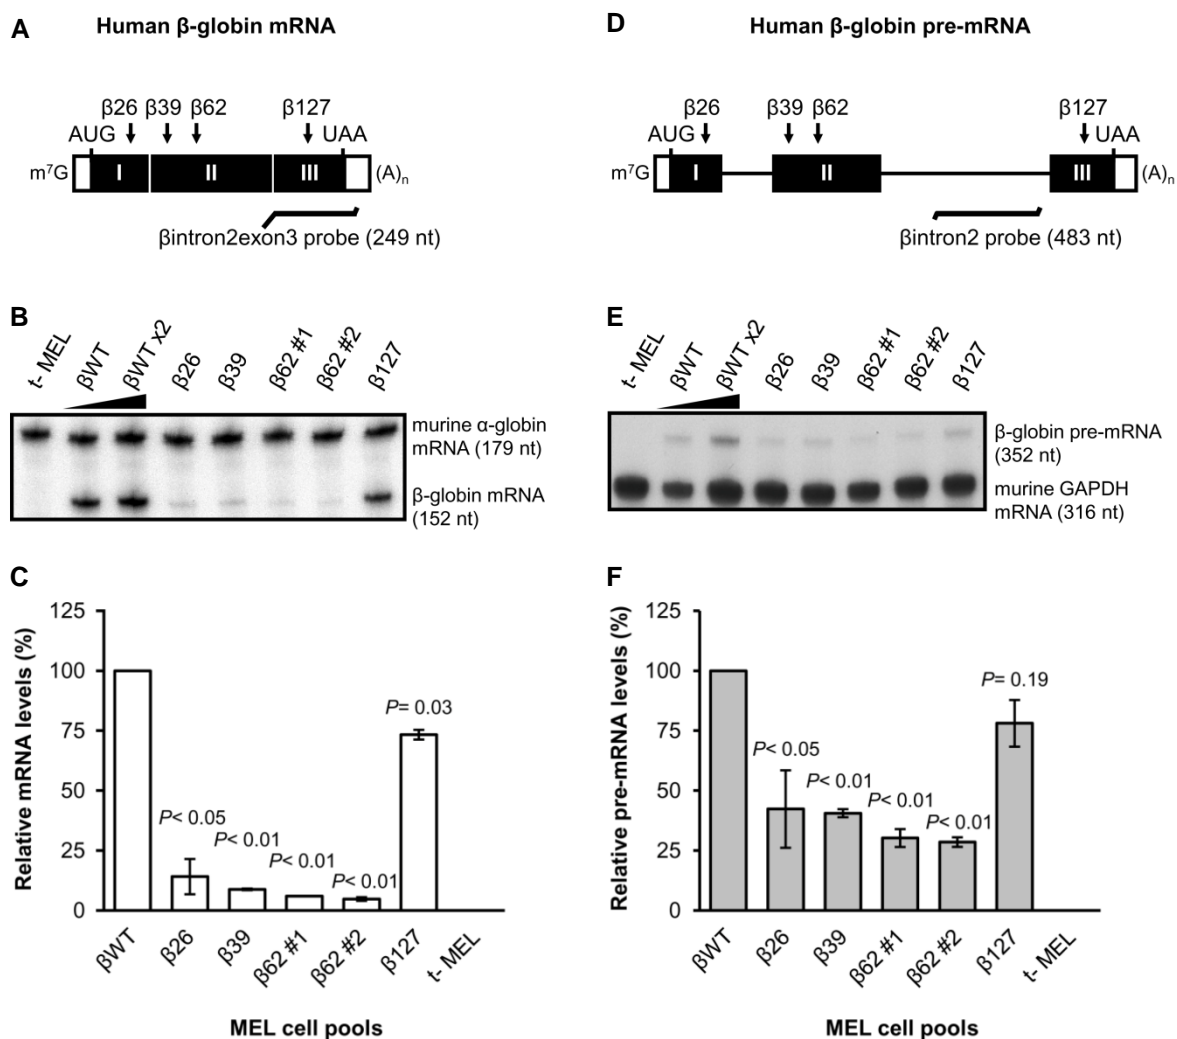 A
Human β-globin mRNA
β26
β39
β62
β127
AUG
UAA
m⁷G
I
II
III
(A)n
βintron2exon3 probe (249 nt)
B
t- MEL
βWT
βWT x2
β26
β39
β62 #1
β62 #2
β127
murine α-globin
mRNA (179 nt)
β-globin mRNA
(152 nt)
C
Relative mRNA levels (%)
125
100
75
50
25
0
P< 0.05
P< 0.01
P< 0.01
P< 0.01
P= 0.03
βWT
β26
β39
β62 #1
β62 #2
β127
t- MEL
MEL cell pools
D
Human β-globin pre-mRNA
β26
β39
β62
β127
AUG
UAA
m⁷G
I
II
III
(A)n
βintron2 probe (483 nt)
E
t- MEL
βWT
βWT x2
β26
β39
β62 #1
β62 #2
β127
β-globin pre-mRNA
(352 nt)
murine GAPDH
mRNA (316 nt)
F
Relative pre-mRNA levels (%)
125
100
75
50
25
0
P< 0.05
P< 0.01
P< 0.01
P< 0.01
P= 0.19
βWT
β26
β39
β62 #1
β62 #2
β127
t- MEL
MEL cell pools